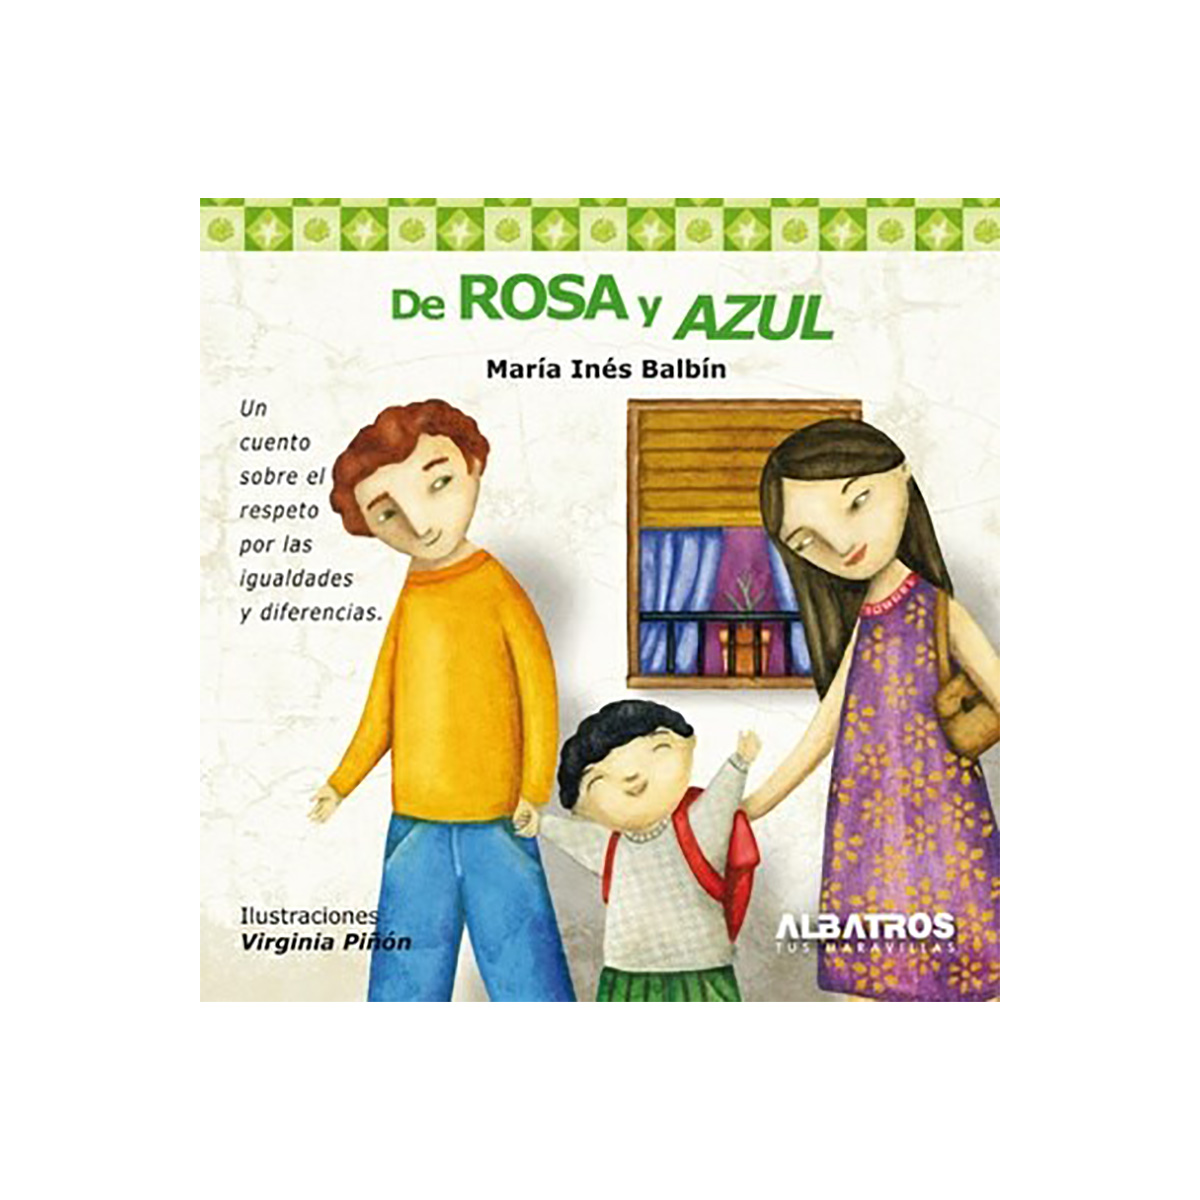 De ROSA y AZUL
María Inés Balbín
Un
cuento
sobre el
respeto
por las
igualdades
y diferencias.
Ilustraciones
Virginia Piñón
ALBATROS
TUS MARAVILLAS